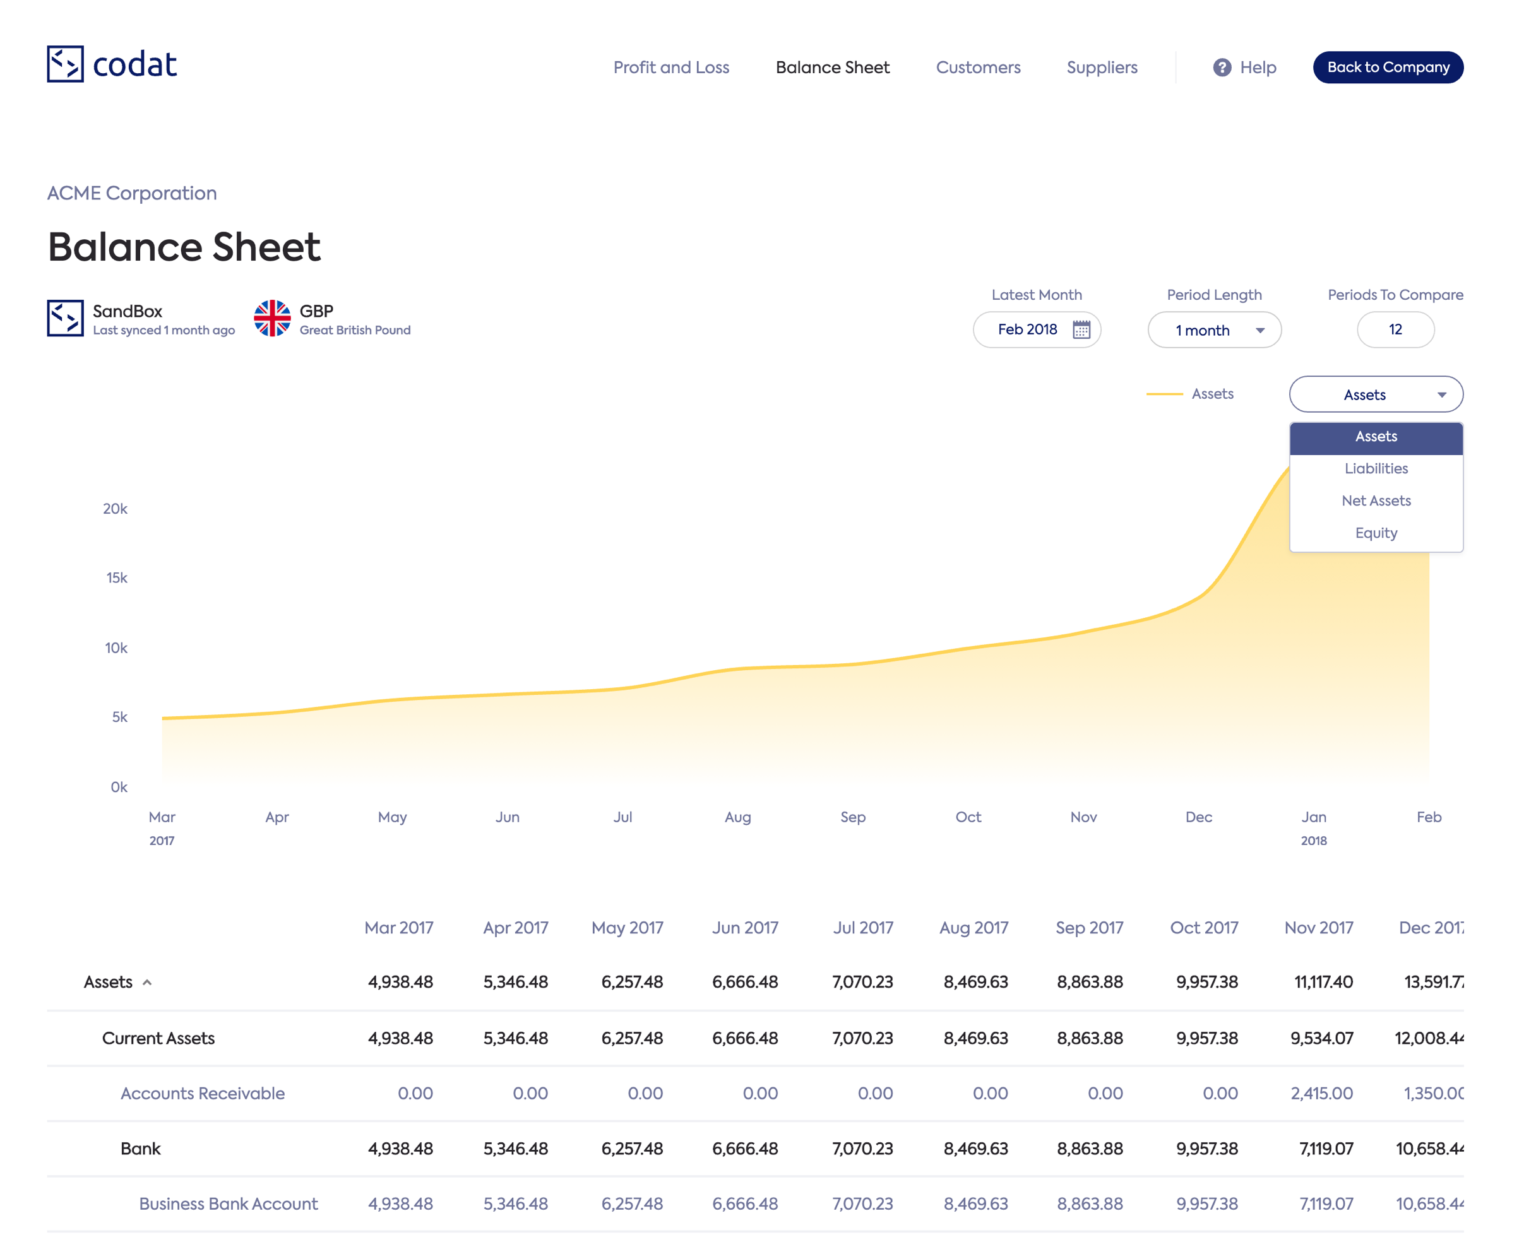 codat
Profit and Loss Balance Sheet Customers Suppliers ? Help Back to Company
ACME Corporation
Balance Sheet
SandBox
Last synced 1 month ago
GBP
Great British Pound
Latest Month Period Length Periods To Compare
Feb 2018 1 month 12
Assets Assets
Assets
Liabilities
Net Assets
Equity
20k
15k
10k
5k
0k
Mar Apr May Jun Jul Aug Sep Oct Nov Dec Jan Feb
2017 2018
Mar 2017 Apr 2017 May 2017 Jun 2017 Jul 2017 Aug 2017 Sep 2017 Oct 2017 Nov 2017 Dec 2017
Assets 4,938.48 5,346.48 6,257.48 6,666.48 7,070.23 8,469.63 8,863.88 9,957.38 11,117.40 13,591.77
Current Assets 4,938.48 5,346.48 6,257.48 6,666.48 7,070.23 8,469.63 8,863.88 9,957.38 9,534.07 12,008.44
Accounts Receivable 0.00 0.00 0.00 0.00 0.00 0.00 0.00 0.00 2,415.00 1,350.00
Bank 4,938.48 5,346.48 6,257.48 6,666.48 7,070.23 8,469.63 8,863.88 9,957.38 7,119.07 10,658.44
Business Bank Account 4,938.48 5,346.48 6,257.48 6,666.48 7,070.23 8,469.63 8,863.88 9,957.38 7,119.07 10,658.44